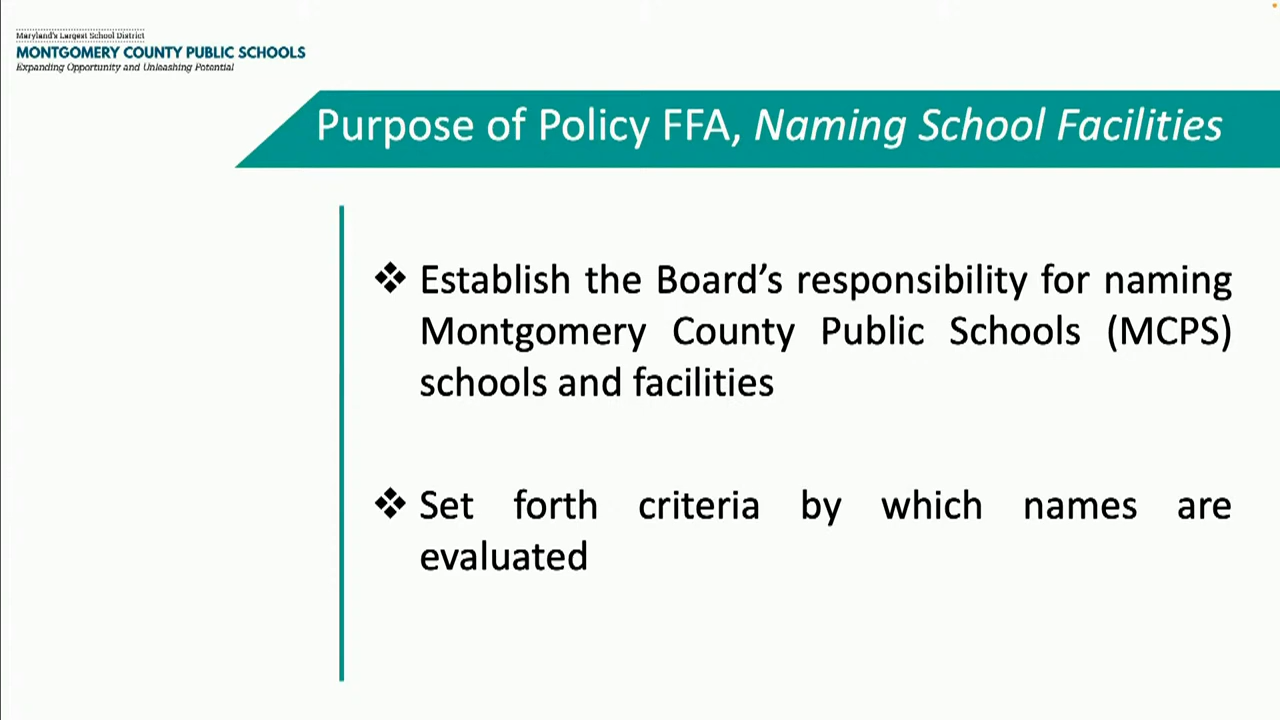 Maryland's Largest School District
MONTGOMERY COUNTY PUBLIC SCHOOLS
Expanding Opportunity and Unleashing Potential
Purpose of Policy FFA, Naming School Facilities
❖ Establish the Board’s responsibility for naming
Montgomery County Public Schools (MCPS)
schools and facilities
❖ Set forth criteria by which names are
evaluated